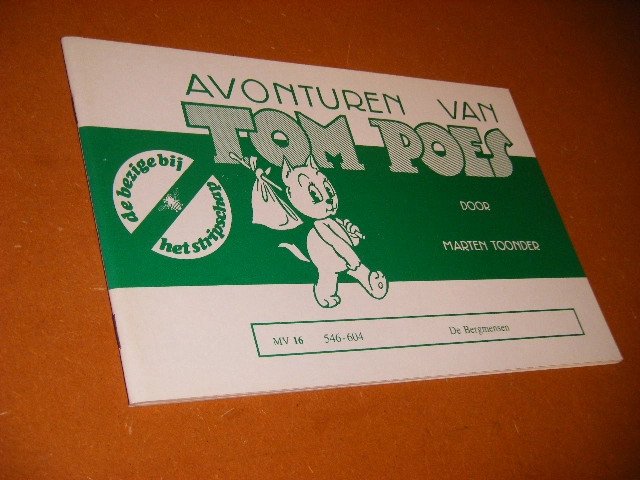 AVONTUREN VAN
TOM POES
de bezige bij
het stripschap
DOOR
MARTEN TOONDER
MV 16 546-604 De Bergmensen